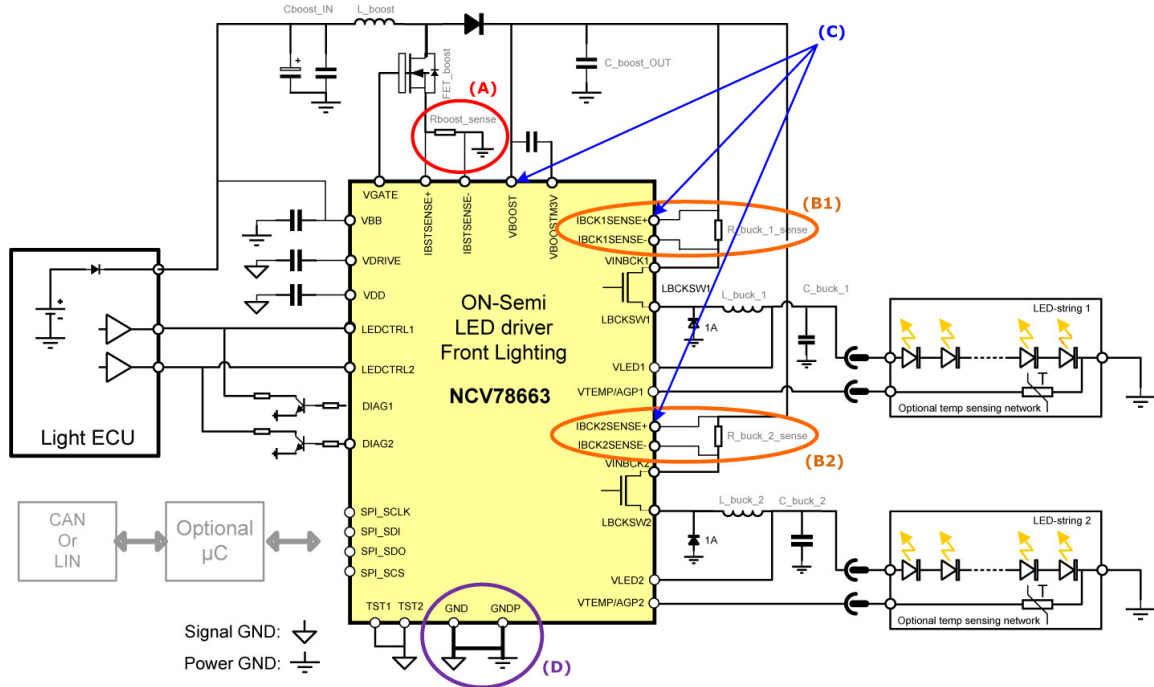 Cboost_IN
L_boost
(C)
C_boost_OUT
FET_boost
(A)
Rboost_sense
VGATE
IBSTSENSE+
IBSTSENSE-
VBOOST
VBOOSTM3V
(B1)
VBB
IBCK1SENSE+
R_buck_1_sense
IBCK1SENSE-
VDRIVE
VINBCK1
VDD
LBCKSW1
L_buck_1
C_buck_1
ON-Semi
LED driver
Front Lighting
NCV78663
LBCKSW1
1A
LED-string 1
LEDCTRL1
LEDCTRL2
VLED1
T
VTEMP/AGP1
Optional temp sensing network
DIAG1
DIAG2
Light ECU
IBCK2SENSE+
R_buck_2_sense
IBCK2SENSE-
(B2)
VINBCK2
L_buck_2
C_buck_2
LBCKSW2
1A
LED-string 2
CAN
Or
LIN
Optional
µC
SPI_SCLK
SPI_SDI
SPI_SDO
SPI_SCS
VLED2
T
VTEMP/AGP2
Optional temp sensing network
TST1
TST2
GND
GNDP
Signal GND:
Power GND:
(D)